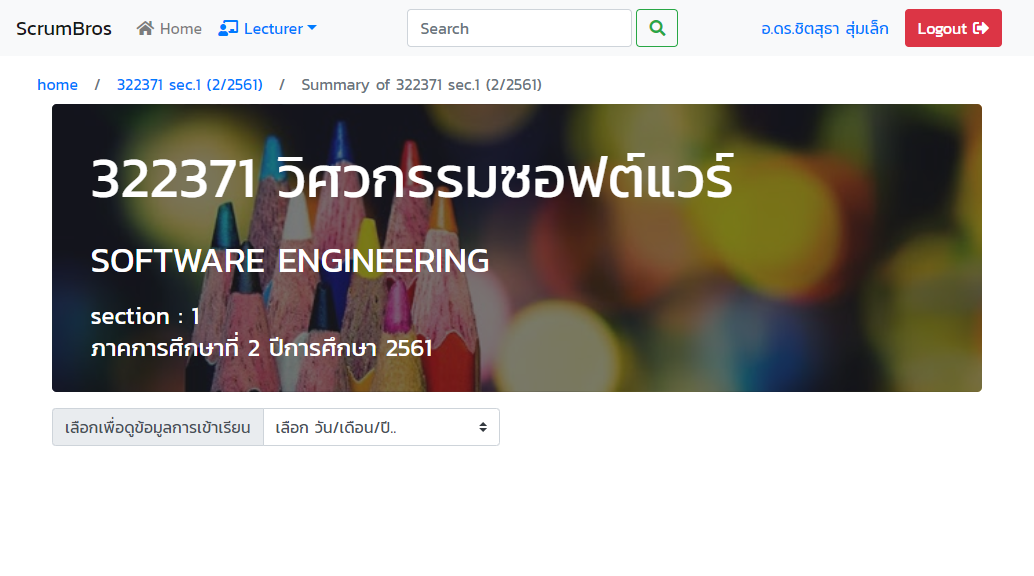 ScrumBros Home Lecturer Search อ.ดร.ชิตสุธา สุ่มเล็ก Logout
home / 322371 sec.1 (2/2561) / Summary of 322371 sec.1 (2/2561)
322371 วิศวกรรมซอฟต์แวร์
SOFTWARE ENGINEERING
section : 1
ภาคการศึกษาที่ 2 ปีการศึกษา 2561
เลือกเพื่อดูข้อมูลการเข้าเรียน เลือก วัน/เดือน/ปี..